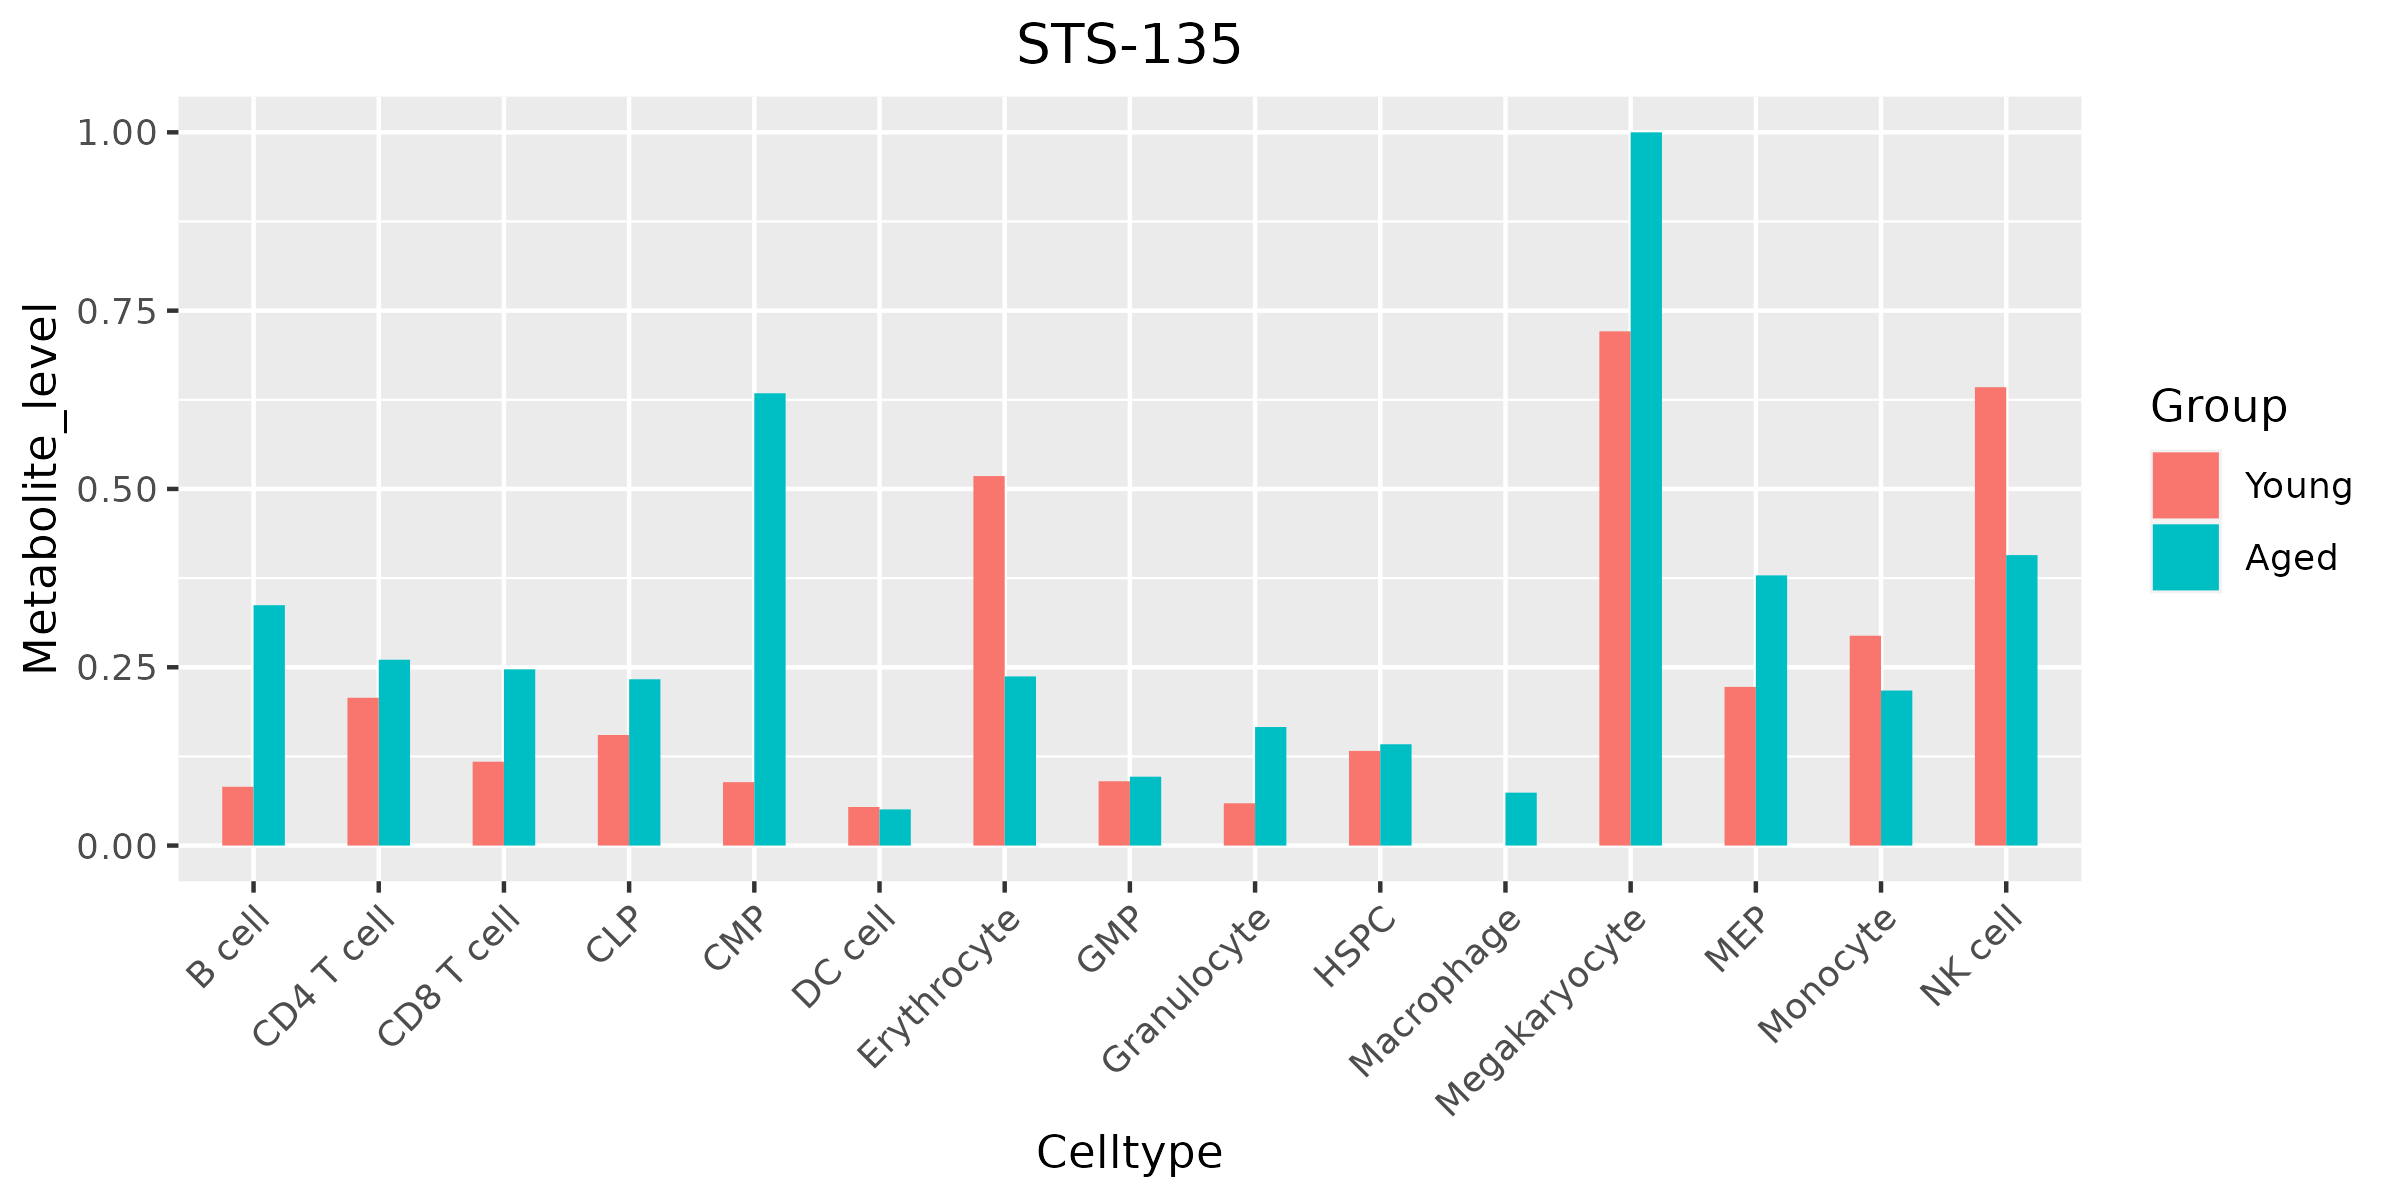 STS-135
Metabolite_level
1.00
0.75
0.50
0.25
0.00
B cell
CD4 T cell
CD8 T cell
CLP
CMP
DC cell
Erythrocyte
GMP
Granulocyte
HSPC
Macrophage
Megakaryocyte
MEP
Monocyte
NK cell
Celltype
Group
Young
Aged